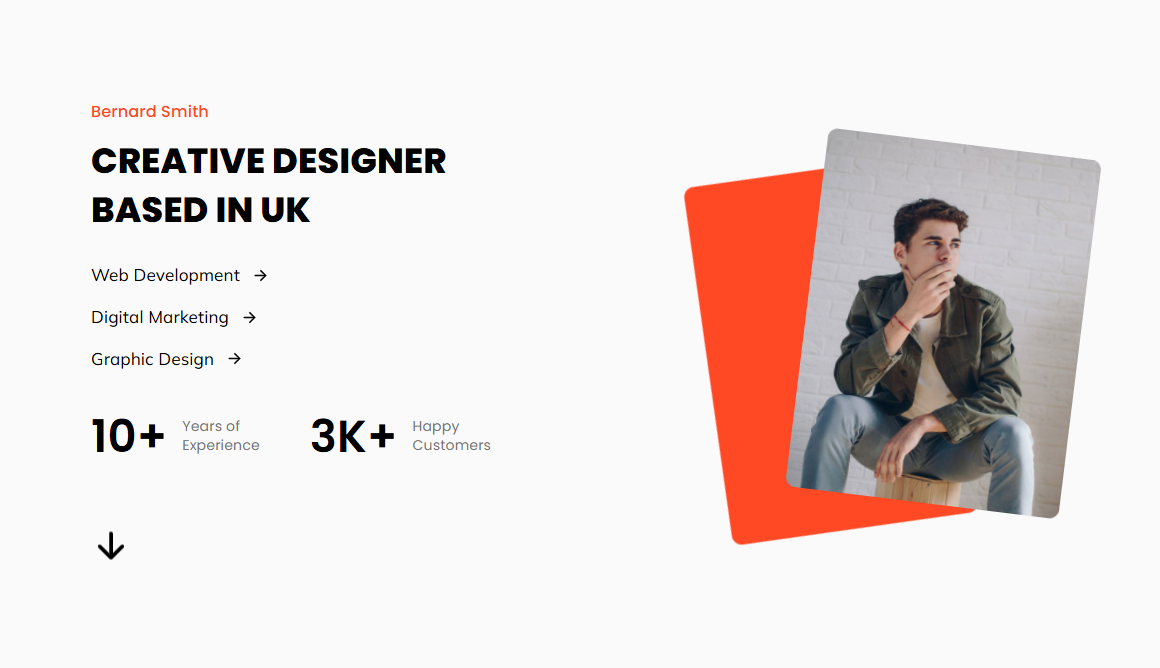 Bernard Smith
CREATIVE DESIGNER
BASED IN UK
Web Development
Digital Marketing
Graphic Design
10+
Years of
Experience
3K+
Happy
Customers